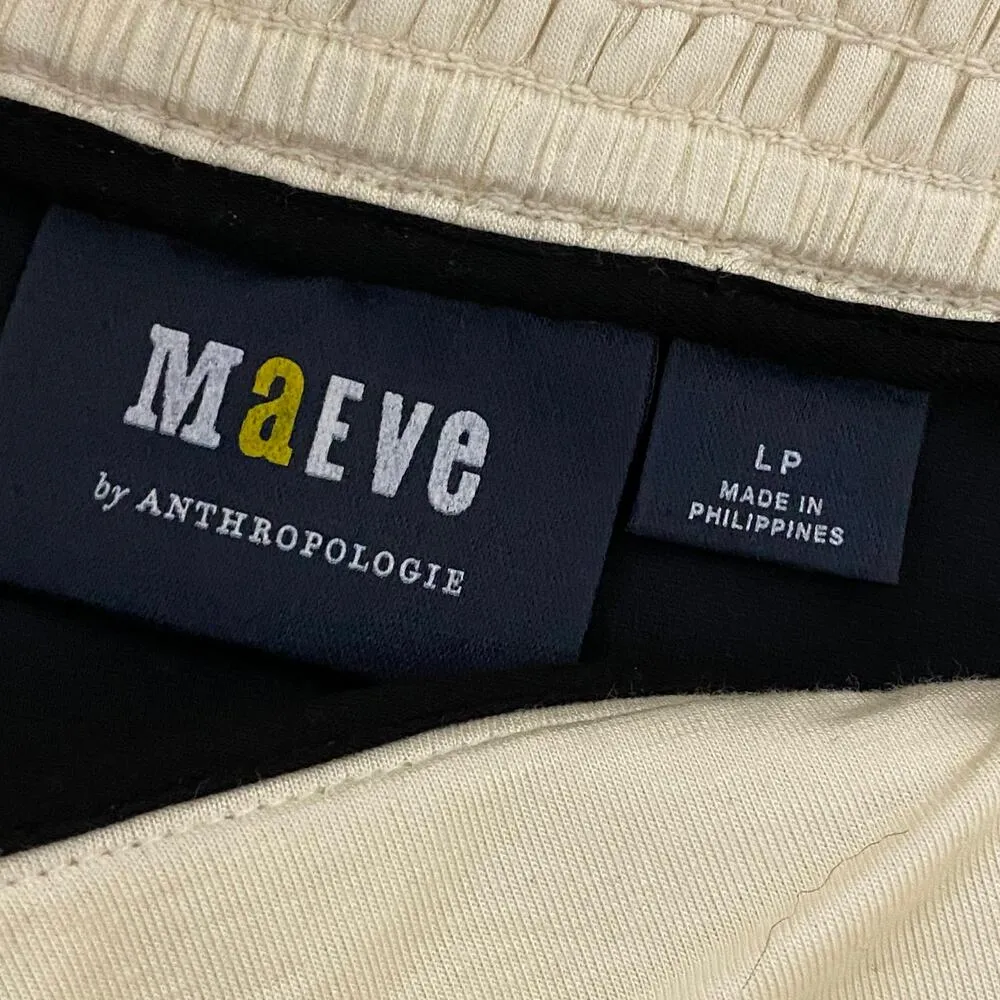 MaEVe
by ANTHROPOLOGIE
LP
MADE IN
PHILIPPINES